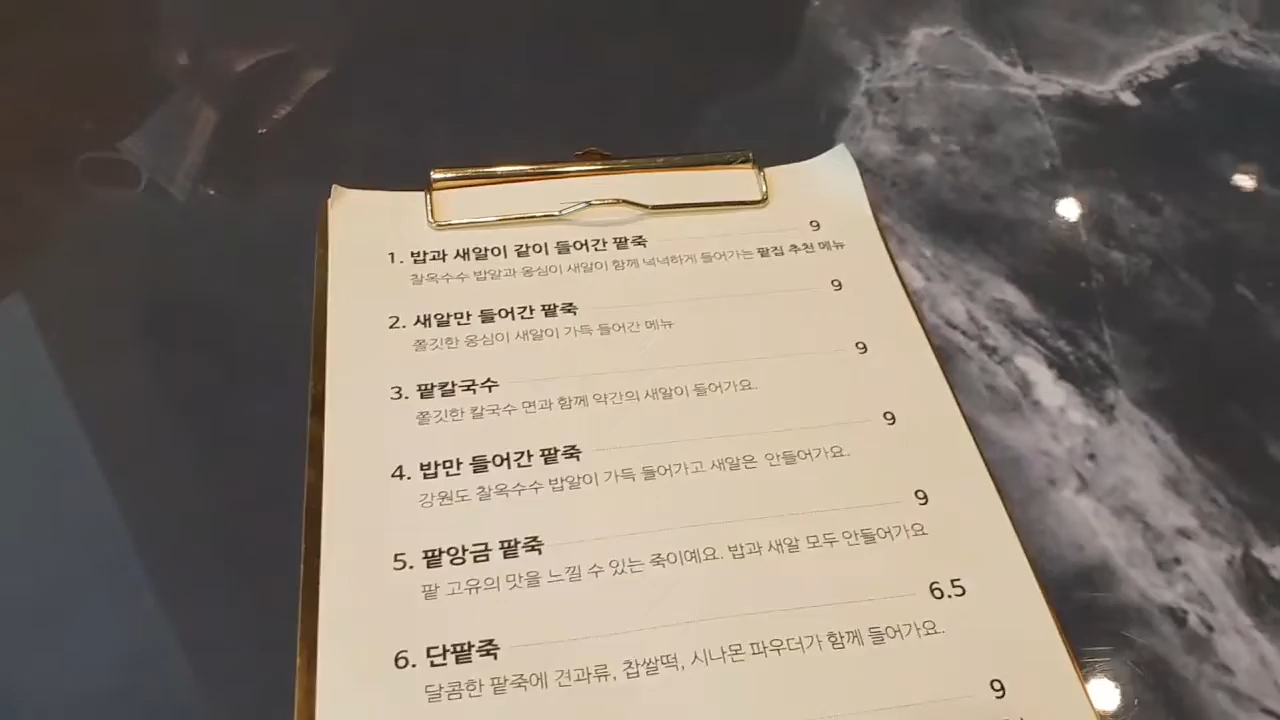 1. 밥과 새알이 같이 들어간 팥죽 9
찰옥수수 밥알과 옹심이 새알이 함께 넉넉하게 들어가는 팥집 추천 메뉴
2. 새알만 들어간 팥죽 9
쫄깃한 옹심이 새알이 가득 들어간 메뉴
3. 팥칼국수 9
쫄깃한 칼국수 면과 함께 약간의 새알이 들어가요.
4. 밥만 들어간 팥죽 9
강원도 찰옥수수 밥알이 가득 들어가고 새알은 안들어가요.
5. 팥앙금 팥죽 9
팥 고유의 맛을 느낄 수 있는 죽이예요. 밥과 새알 모두 안들어가요
6. 단팥죽 6.5
달콤한 팥죽에 견과류, 찹쌀떡, 시나몬 파우더가 함께 들어가요.
9